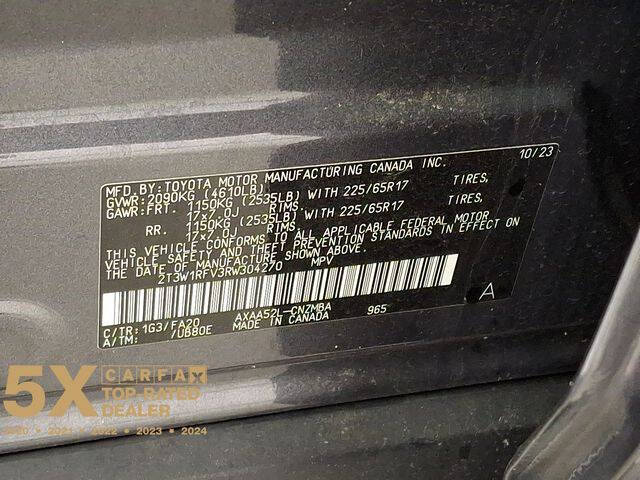 MFD.BY:TOYOTA MOTOR MANUFACTURING CANADA INC. 10/23
GVWR:2090KG (4610LB)
GAWR:FRT. 1150KG (2535LB) WITH 225/65R17 TIRES,
17x7.0J RIMS.
RR. 1150KG (2535LB) WITH 225/65R17 TIRES,
17x7.0J RIMS.
THIS VEHICLE CONFORMS TO ALL APPLICABLE FEDERAL MOTOR
VEHICLE SAFETY AND THEFT PREVENTION STANDARDS IN EFFECT ON
THE DATE OF MANUFACTURE SHOWN ABOVE.
2T3W1RFV3RW304270 MPV
A
C/TR: 1G3/FA20 AXAA52L-CNZMBA 965
A/TM: /UB80E MADE IN CANADA
5X CARFAX
TOP-RATED
DEALER
2020 • 2021 • 2022 • 2023 • 2024